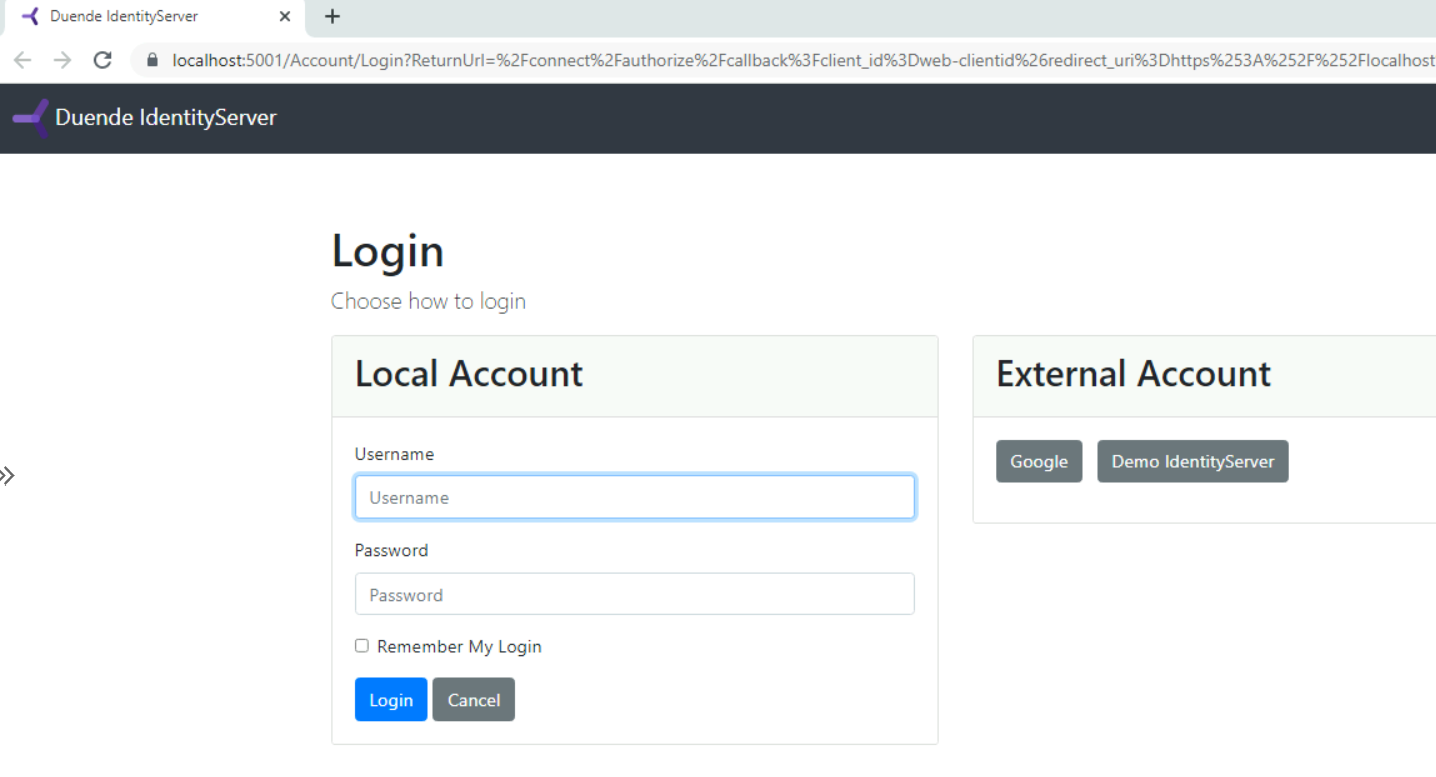 Duende IdentityServer
localhost:5001/Account/Login?ReturnUrl=%2Fconnect%2Fauthorize%2Fcallback%3Fclient_id%3Dweb-clientid%26redirect_uri%3Dhttps%253A%252F%252Flocalhost
Duende IdentityServer
Login
Choose how to login
Local Account
Username
Username
Password
Password
Remember My Login
Login Cancel
External Account
Google Demo IdentityServer